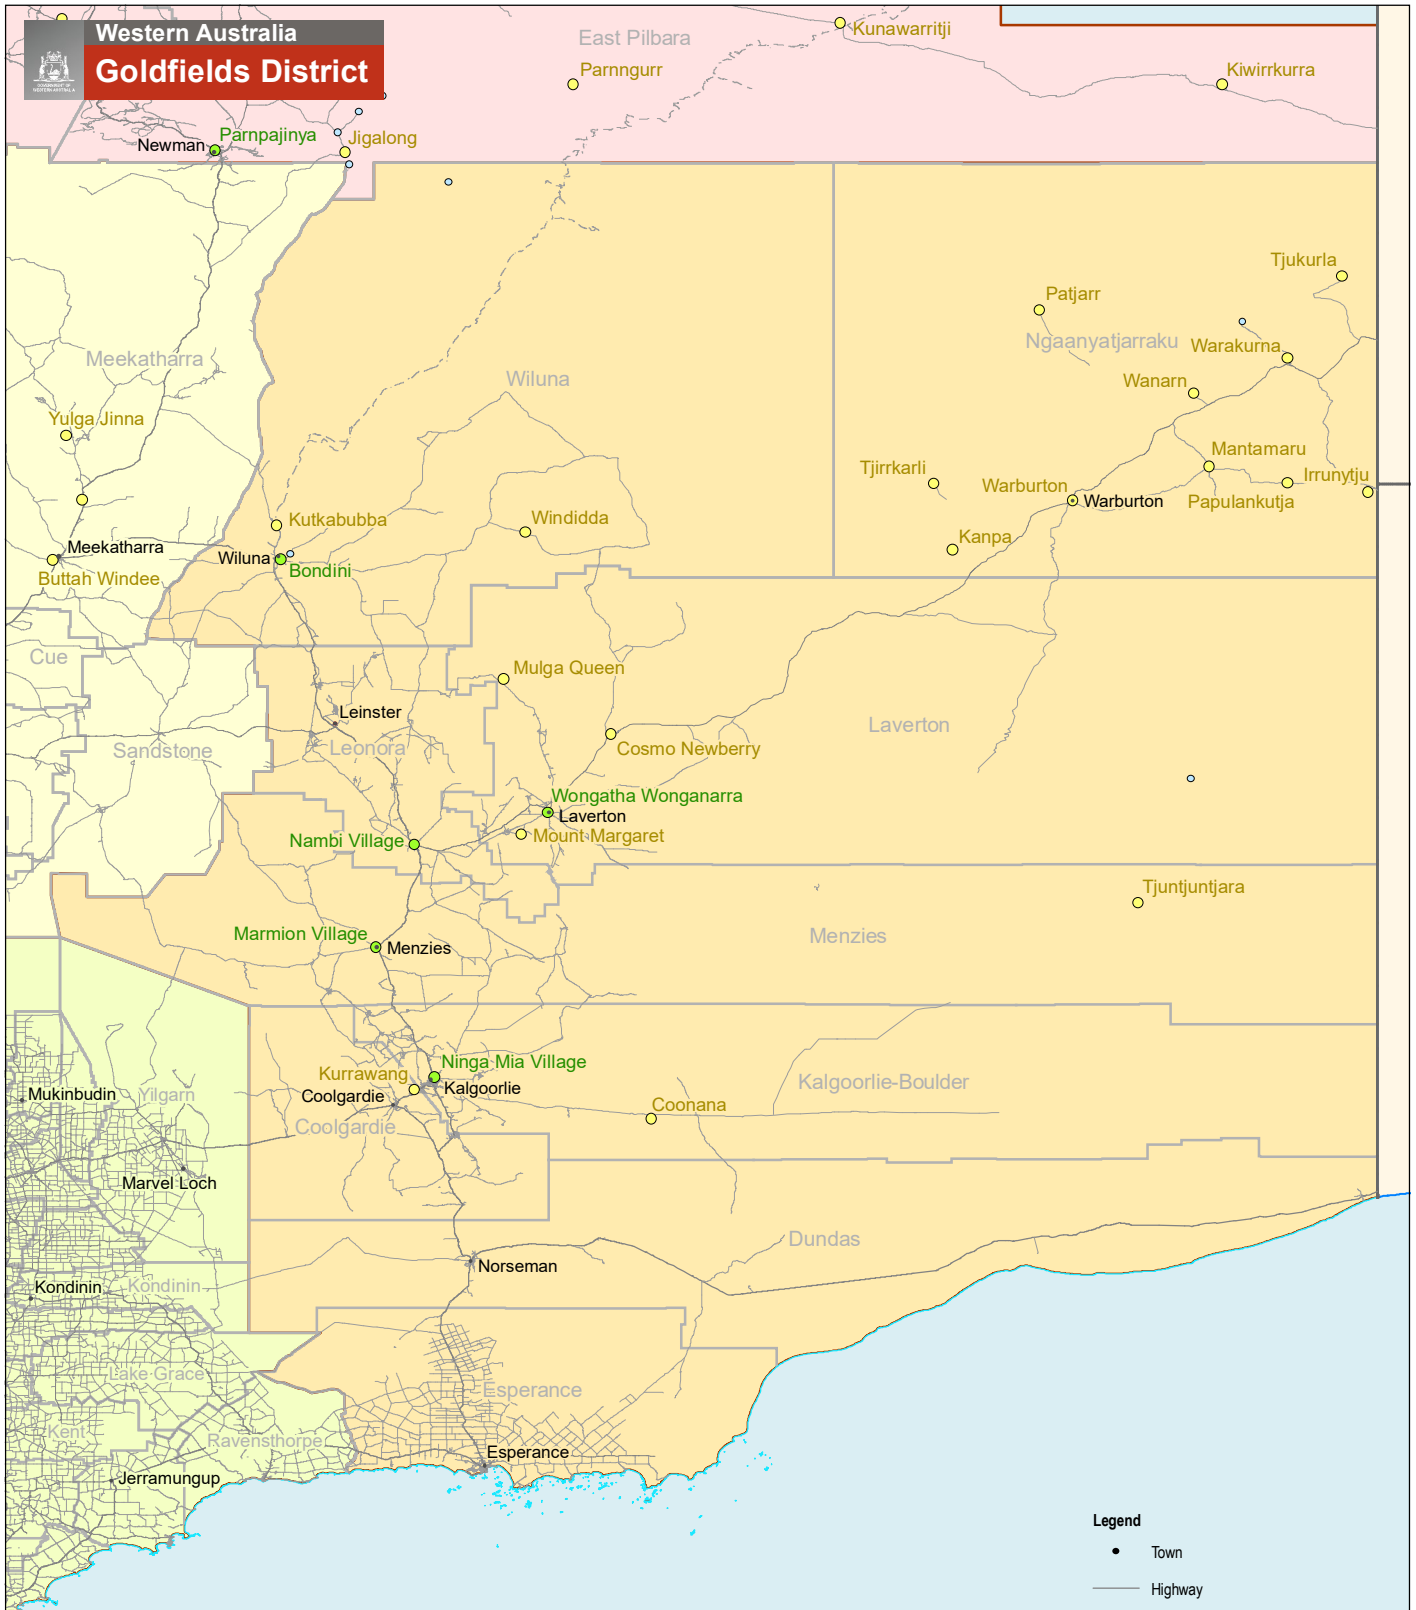 Western Australia
Goldfields District
GOVERNMENT OF
WESTERN AUSTRALIA
East Pilbara
Kunawarritji
Parnngurr
Kiwirrkurra
Parnpajinya
Newman
Jigalong
Tjukurla
Patjarr
Ngaanyatjarraku
Warakurna
Meekatharra
Wiluna
Wanarn
Yulga Jinna
Mantamaru
Tjirrkarli
Irrunytju
Warburton
Warburton
Papulankutja
Kutkabubba
Windidda
Kanpa
Meekatharra
Wiluna
Bondini
Buttah Windee
Cue
Mulga Queen
Leinster
Laverton
Sandstone
Leonora
Cosmo Newberry
Wongatha Wonganarra
Laverton
Nambi Village
Mount Margaret
Tjuntjuntjara
Marmion Village
Menzies
Menzies
Ninga Mia Village
Kurrawang
Kalgoorlie
Kalgoorlie-Boulder
Mukinbudin
Yilgarn
Coolgardie
Coonana
Coolgardie
Marvel Loch
Dundas
Norseman
Kondinin
Kondinin
Lake Grace
Esperance
Kent
Ravensthorpe
Esperance
Jerramungup
Legend
Town
Highway